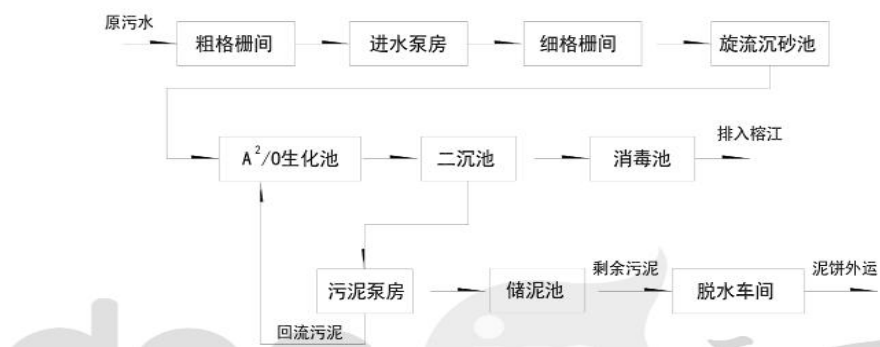 原污水
粗格栅间
进水泵房
细格栅间
旋流沉砂池
A²/O生化池
二沉池
消毒池
排入榕江
污泥泵房
储泥池
剩余污泥
脱水车间
泥饼外运
回流污泥